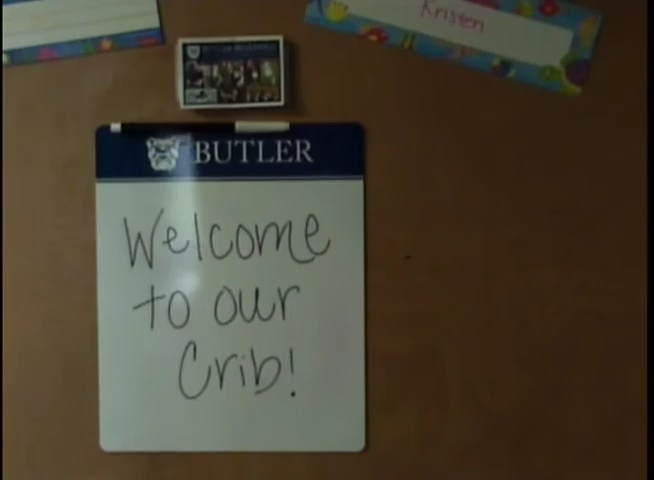 Kristen
BUTLER
Welcome
to our
Crib!